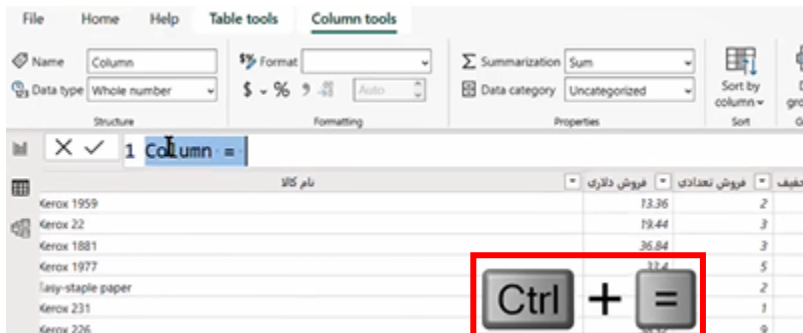 File Home Help Table tools Column tools
Name Column $% Format Summarization Sum
Data type Whole number $ % 9 Auto Data category Uncategorized Sort by
column
Structure Formatting Properties Sort
1 Column =
نام کالا فروش دلاری فروش تعدادی
Xerox 1959 13.36 2
Xerox 22 19.44 3
Xerox 1881 36.84 3
Xerox 1977 5
Easy-staple paper 2
Xerox 231 1
Xerox 226 9
Ctrl + =